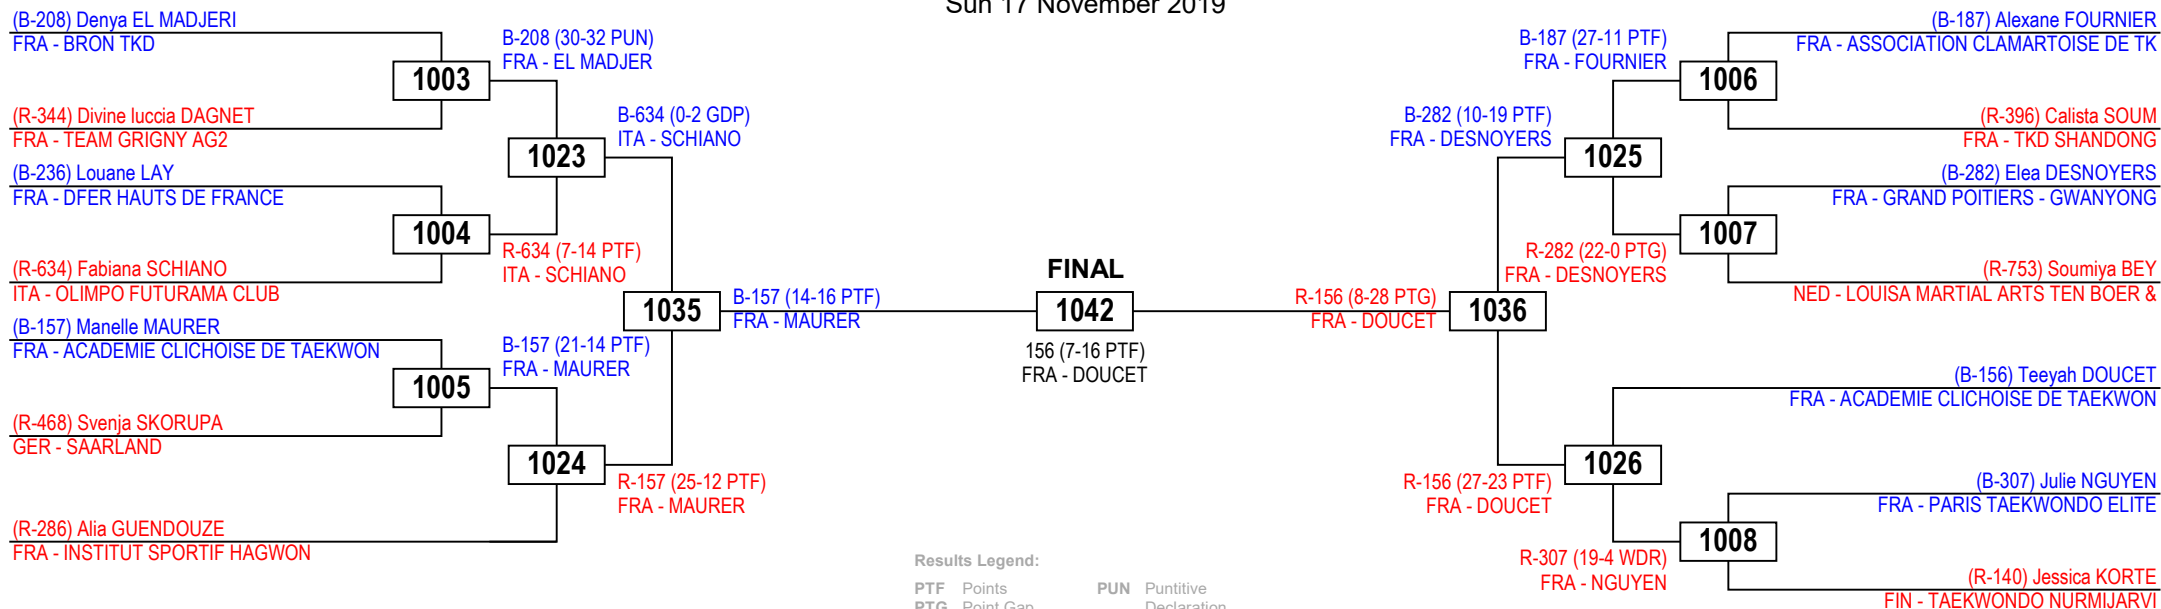 Sun 17 November 2019
(B-208) Denya EL MADJERI
FRA - BRON TKD
(R-344) Divine luccia DAGNET
FRA - TEAM GRIGNY AG2
(B-236) Louane LAY
FRA - DFER HAUTS DE FRANCE
(R-634) Fabiana SCHIANO
ITA - OLIMPO FUTURAMA CLUB
(B-157) Manelle MAURER
FRA - ACADEMIE CLICHOISE DE TAEKWON
(R-468) Svenja SKORUPA
GER - SAARLAND
(R-286) Alia GUENDOUZE
FRA - INSTITUT SPORTIF HAGWON
1003
1004
1005
B-208 (30-32 PUN)
FRA - EL MADJER
R-634 (7-14 PTF)
ITA - SCHIANO
B-157 (21-14 PTF)
FRA - MAURER
1023
1024
B-634 (0-2 GDP)
ITA - SCHIANO
R-157 (25-12 PTF)
FRA - MAURER
1035
B-157 (14-16 PTF)
FRA - MAURER
FINAL
1042
156 (7-16 PTF)
FRA - DOUCET
R-156 (8-28 PTG)
FRA - DOUCET
1036
B-282 (10-19 PTF)
FRA - DESNOYERS
R-156 (27-23 PTF)
FRA - DOUCET
1025
1026
B-187 (27-11 PTF)
FRA - FOURNIER
R-282 (22-0 PTG)
FRA - DESNOYERS
R-307 (19-4 WDR)
FRA - NGUYEN
1006
1007
1008
(B-187) Alexane FOURNIER
FRA - ASSOCIATION CLAMARTOISE DE TK
(R-396) Calista SOUM
FRA - TKD SHANDONG
(B-282) Elea DESNOYERS
FRA - GRAND POITIERS - GWANYONG
(R-753) Soumiya BEY
NED - LOUISA MARTIAL ARTS TEN BOER &
(B-156) Teeyah DOUCET
FRA - ACADEMIE CLICHOISE DE TAEKWON
(B-307) Julie NGUYEN
FRA - PARIS TAEKWONDO ELITE
(R-140) Jessica KORTE
FIN - TAEKWONDO NURMIJARVI
Results Legend:
PTF Points PUN Puntitive
PTG Point Gap Declaration